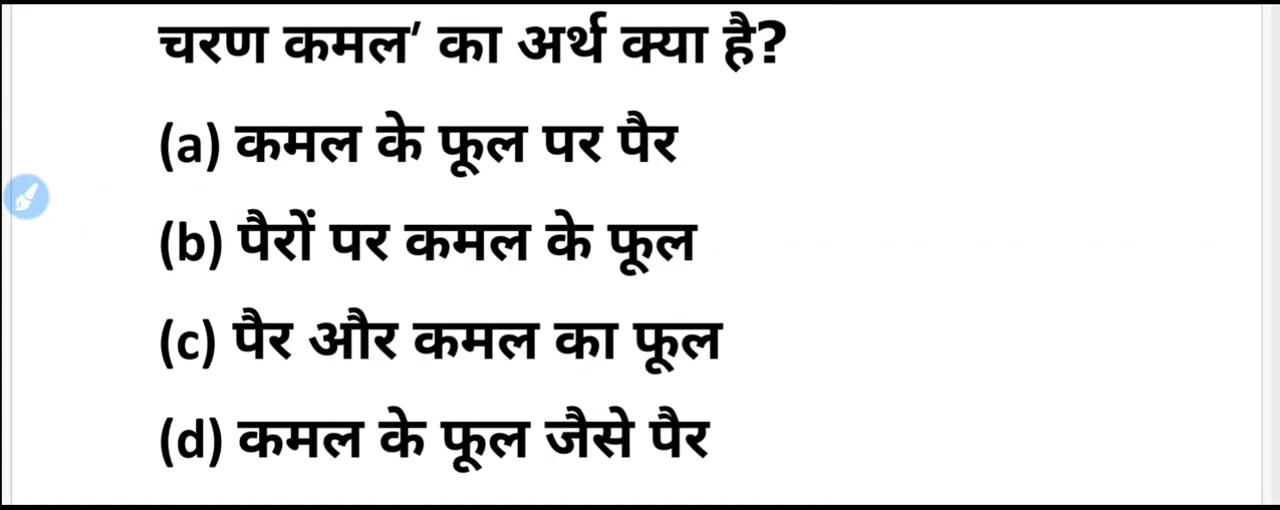 चरण कमल′ का अर्थ क्या है?
(a) कमल के फूल पर पैर
(b) पैरों पर कमल के फूल
(c) पैर और कमल का फूल
(d) कमल के फूल जैसे पैर